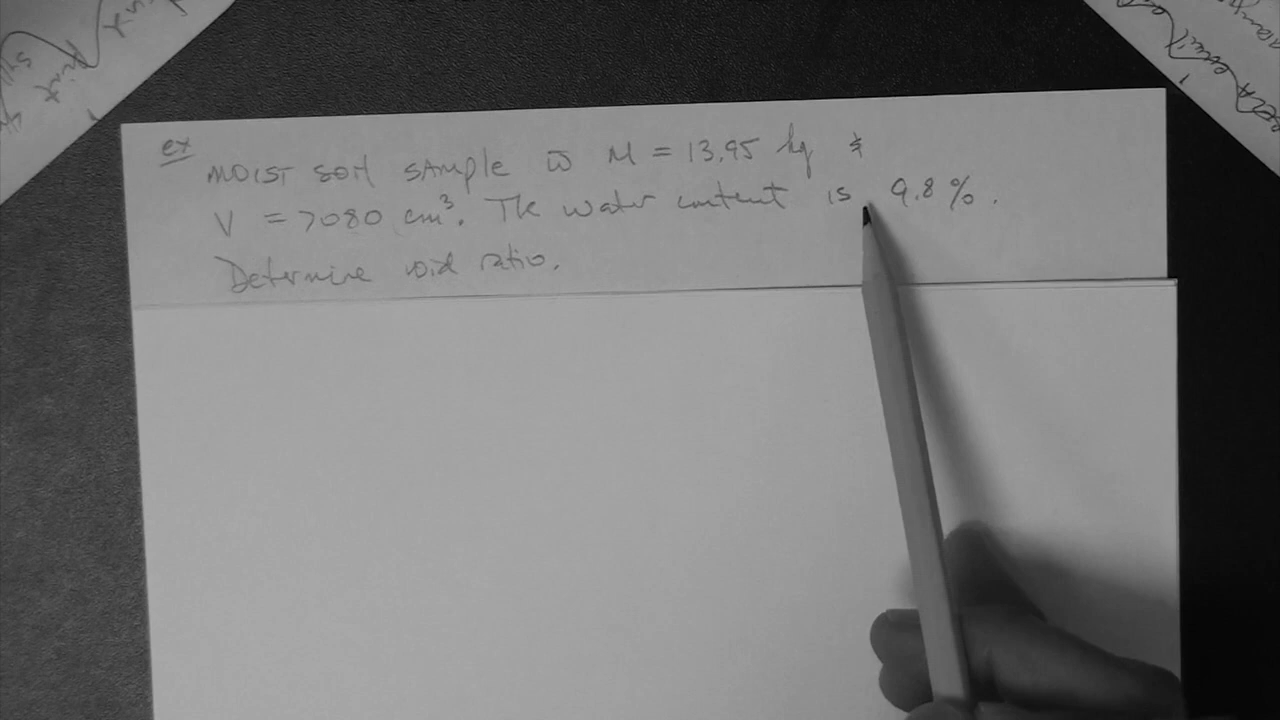 ex
MOIST soil sample w̄ M = 13.95 kg &
V = 7080 cm³. The water content is 9.8%.
Determine void ratio.